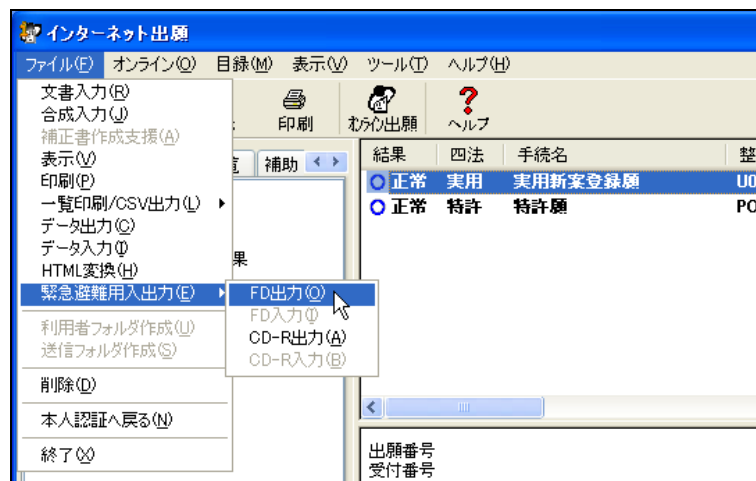 インターネット出願
ファイル(F) オンライン(O) 目録(M) 表示(V) ツール(T) ヘルプ(H)
印刷 オンライン出願 ヘルプ
文書入力(R)
合成入力(J)
補正書作成支援(A)
表示(V)
印刷(P)
一覧印刷/CSV出力(L)
データ出力(C)
データ入力(I)
HTML変換(H)
緊急避難用入出力(E)
利用者フォルダ作成(U)
送信フォルダ作成(S)
削除(D)
本人認証へ戻る(N)
終了(X)
FD出力(O)
FD入力(I)
CD-R出力(A)
CD-R入力(B)
補助
果
結果 四法 手続名 整
正常 実用 実用新案登録願 U0
正常 特許 特許願 PO
出願番号
受付番号